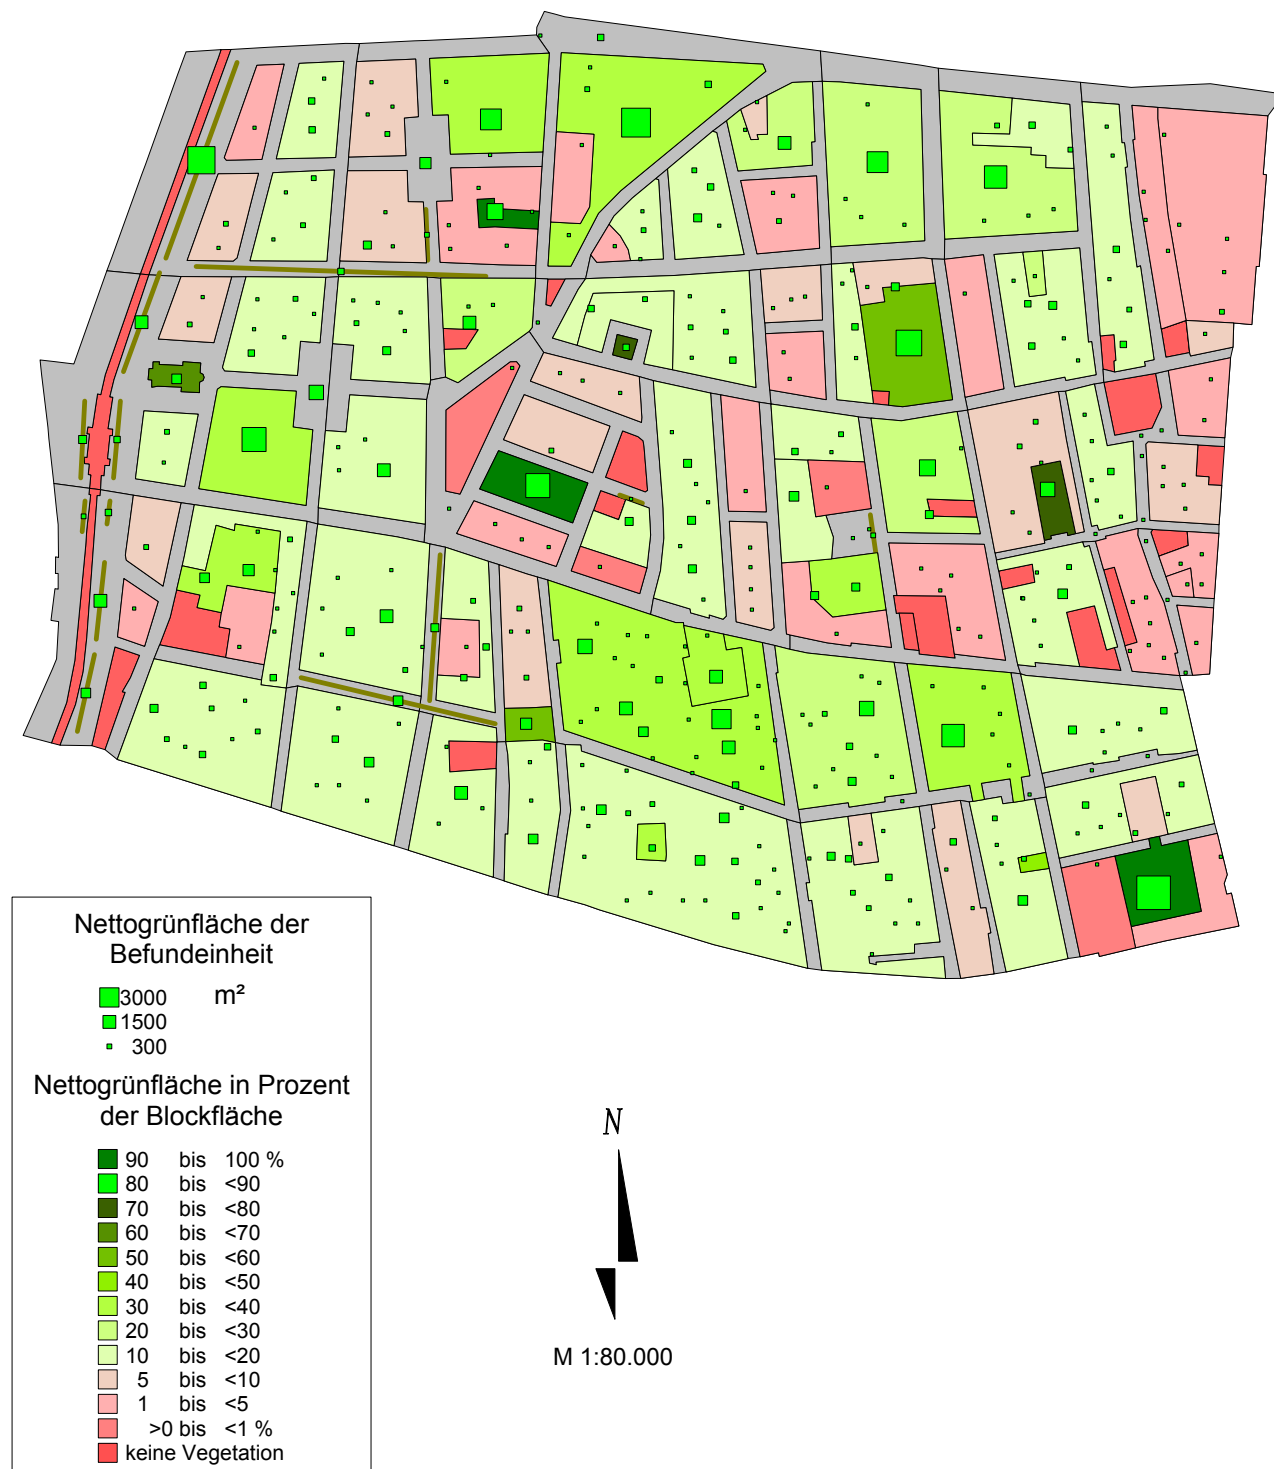 Nettogrünfläche der
Befundeinheit
3000 m²
1500
300
Nettogrünfläche in Prozent
der Blockfläche
90 bis 100 %
80 bis <90
70 bis <80
60 bis <70
50 bis <60
40 bis <50
30 bis <40
20 bis <30
10 bis <20
5 bis <10
1 bis <5
>0 bis <1 %
keine Vegetation
N
M 1:80.000